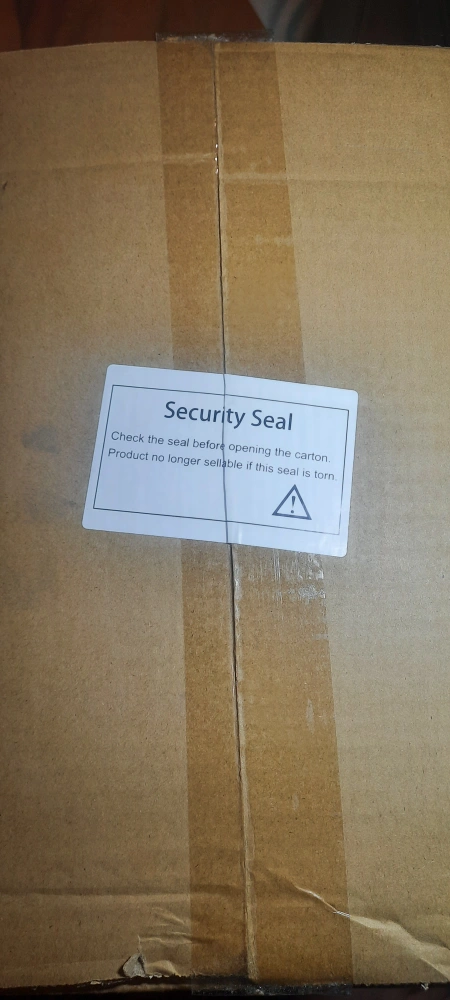 Security Seal
Check the seal before opening the carton.
Product no longer sellable if this seal is torn.